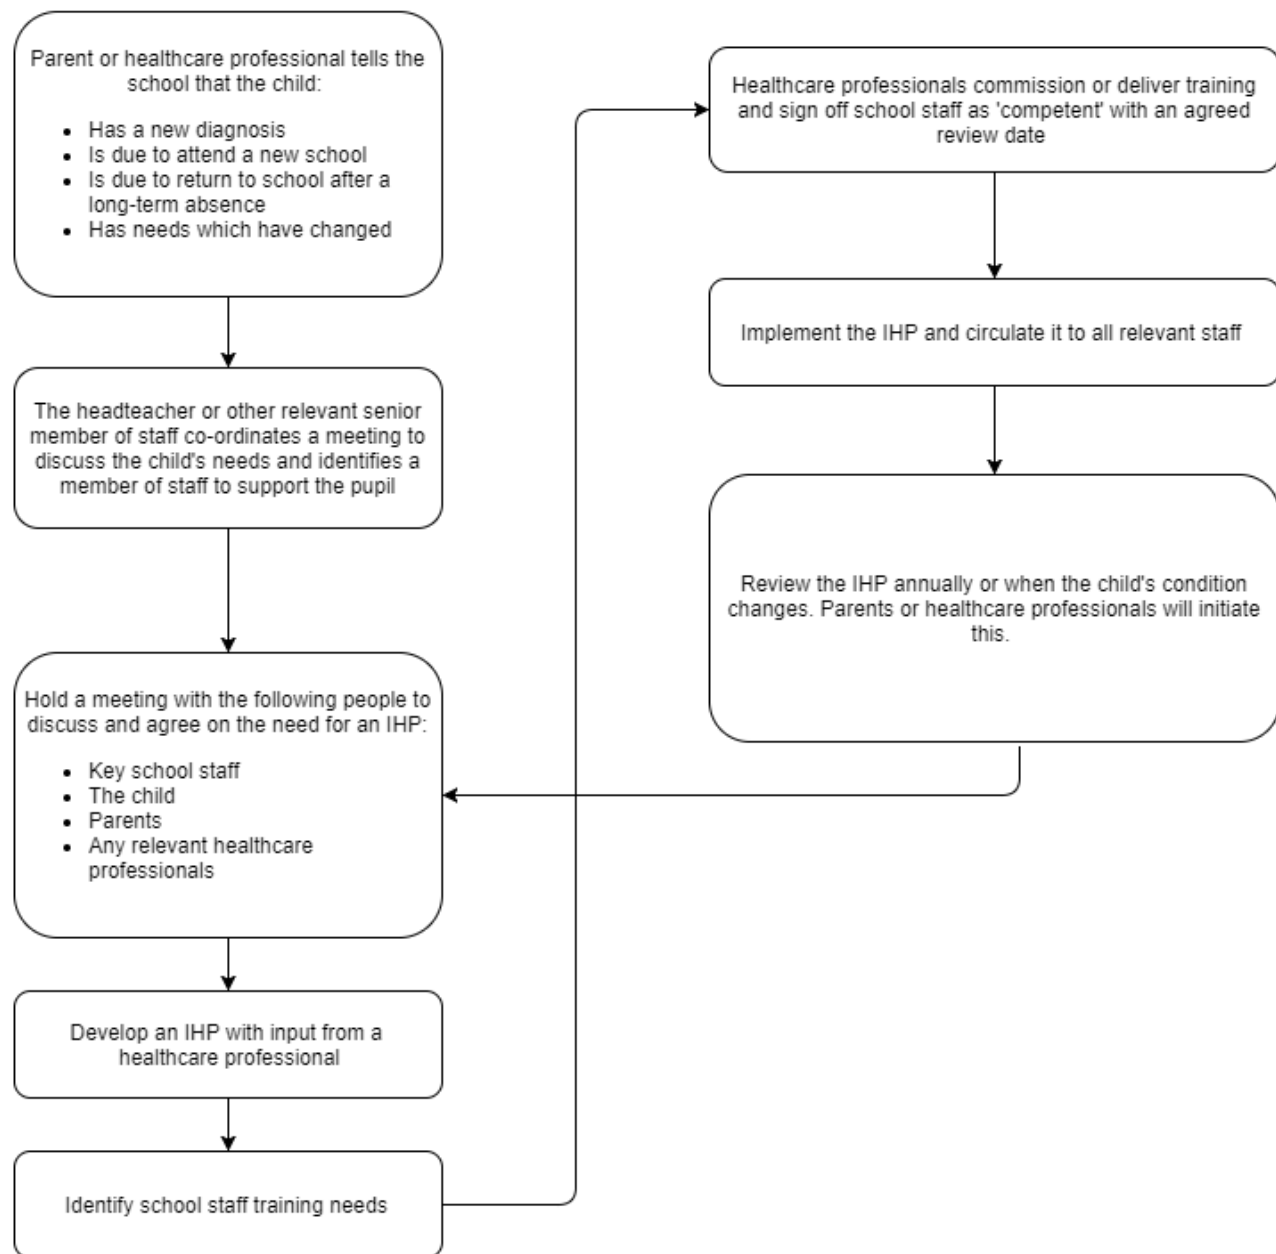 Parent or healthcare professional tells the
school that the child:
• Has a new diagnosis
• Is due to attend a new school
• Is due to return to school after a
long-term absence
• Has needs which have changed
The headteacher or other relevant senior
member of staff co-ordinates a meeting to
discuss the child's needs and identifies a
member of staff to support the pupil
Hold a meeting with the following people to
discuss and agree on the need for an IHP:
• Key school staff
• The child
• Parents
• Any relevant healthcare
professionals
Develop an IHP with input from a
healthcare professional
Identify school staff training needs
Healthcare professionals commission or deliver training
and sign off school staff as 'competent' with an agreed
review date
Implement the IHP and circulate it to all relevant staff
Review the IHP annually or when the child's condition
changes. Parents or healthcare professionals will initiate
this.